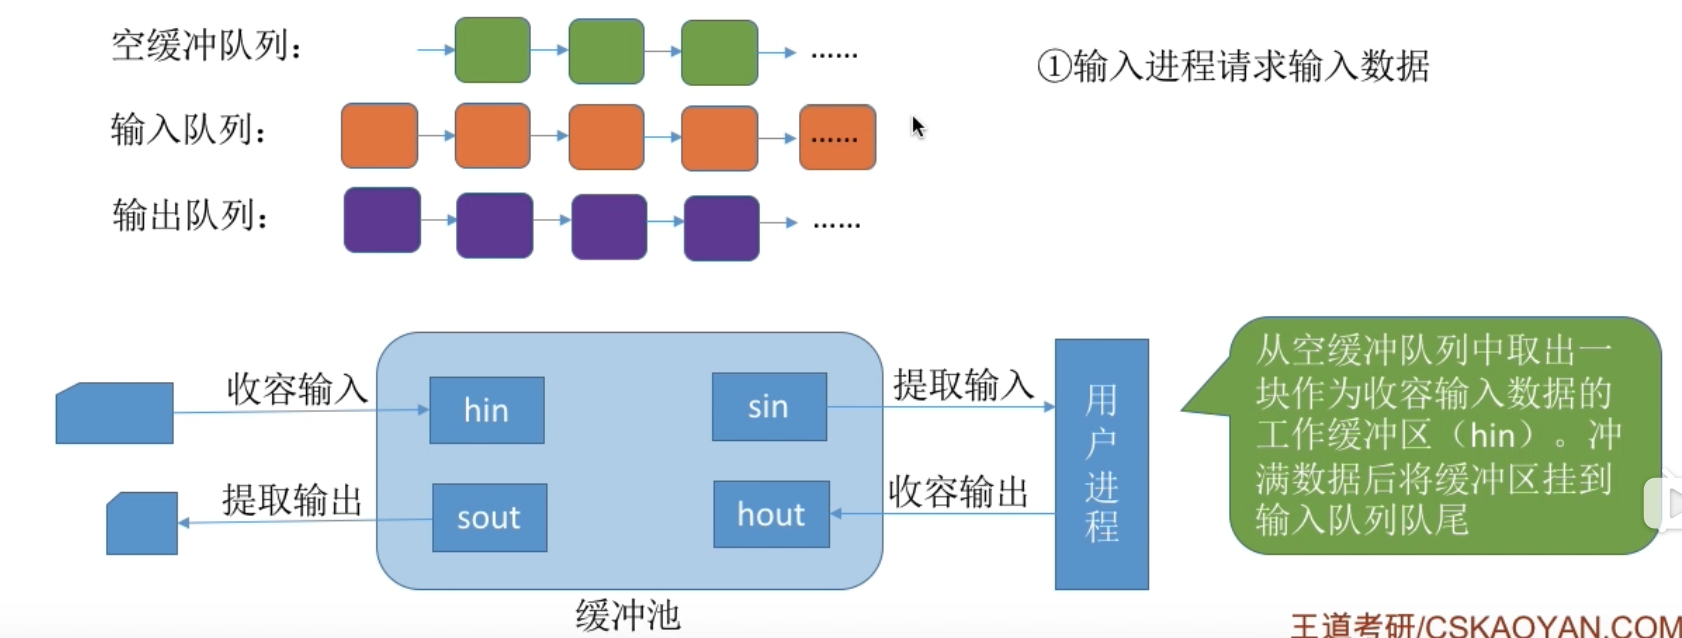 空缓冲队列：
……
①输入进程请求输入数据
输入队列：
……
输出队列：
……
收容输入
hin
sin
提取输入
用户进程
从空缓冲队列中取出一
块作为收容输入数据的
工作缓冲区（hin）。冲
满数据后将缓冲区挂到
输入队列队尾
提取输出
sout
hout
收容输出
缓冲池
王道考研/CSKAOYAN.COM